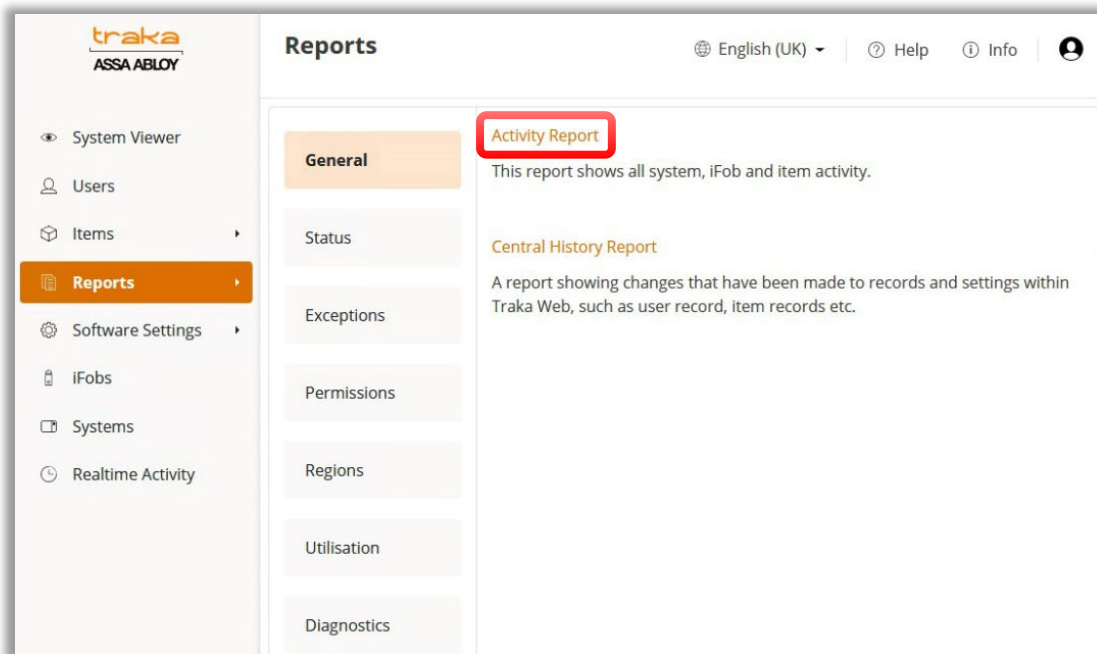 traka
ASSA ABLOY
Reports
English (UK)
Help
Info
System Viewer
Users
Items
Reports
Software Settings
iFobs
Systems
Realtime Activity
General
Status
Exceptions
Permissions
Regions
Utilisation
Diagnostics
Activity Report
This report shows all system, iFob and item activity.
Central History Report
A report showing changes that have been made to records and settings within
Traka Web, such as user record, item records etc.